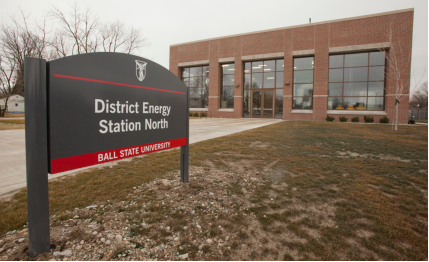 District Energy
Station North
BALL STATE UNIVERSITY